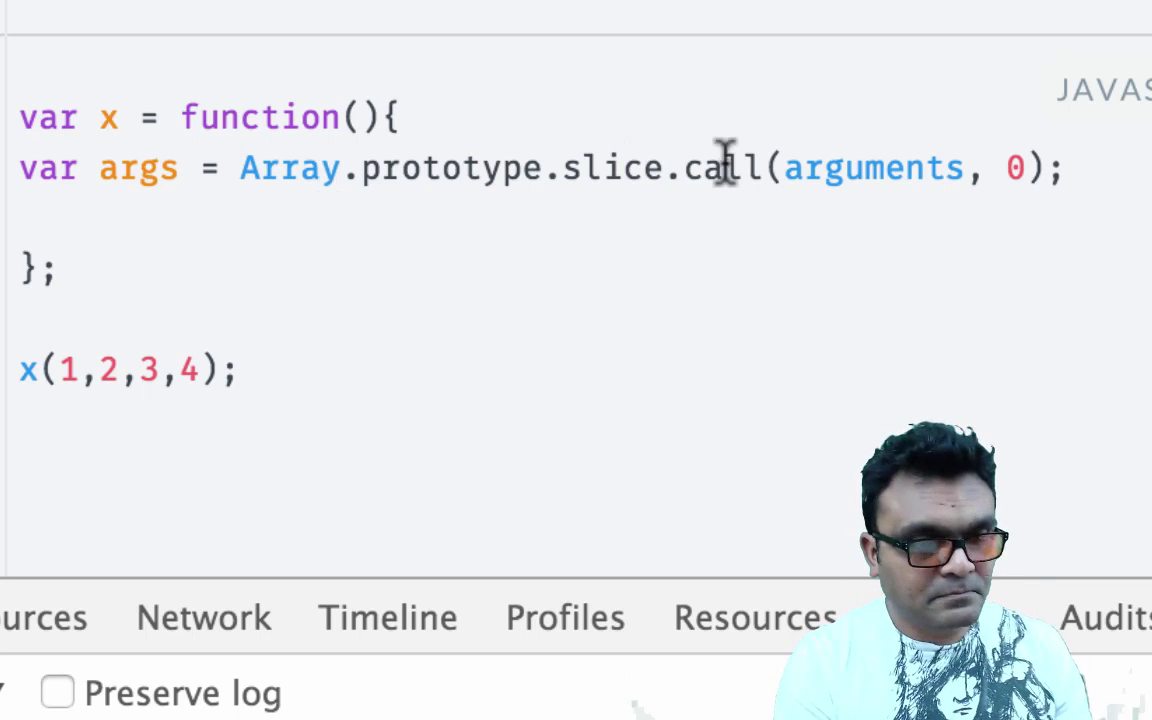 JAVAS
var x = function(){
var args = Array.prototype.slice.call(arguments, 0);
};
x(1,2,3,4);
ources Network Timeline Profiles Resources Audits
Preserve log